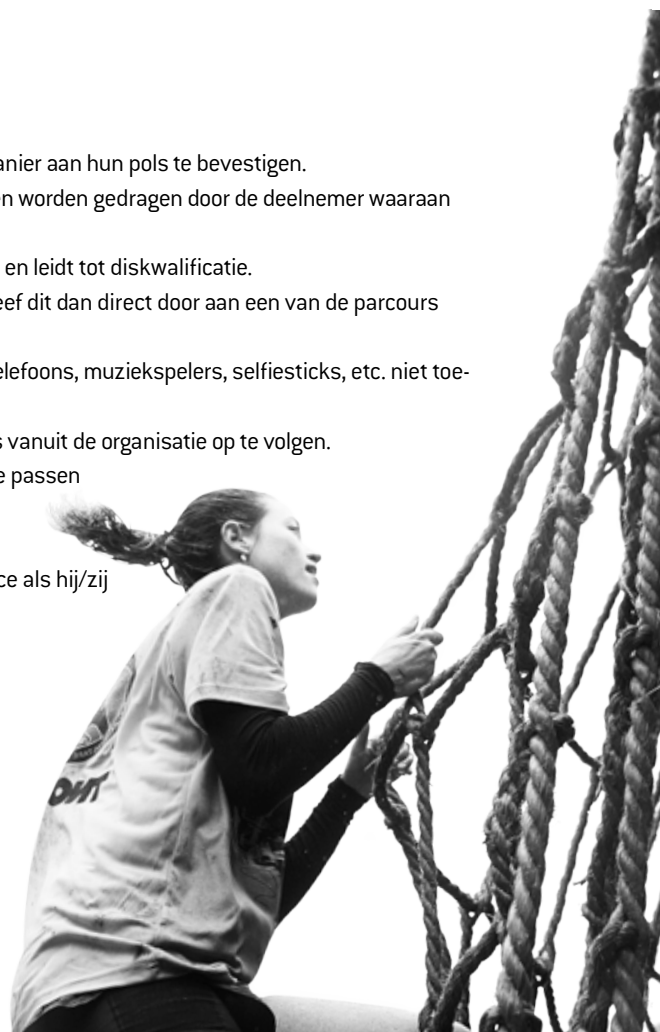 anier aan hun pols te bevestigen.
en worden gedragen door de deelnemer waaraan
en leidt tot diskwalificatie.
eef dit dan direct door aan een van de parcours
elefoons, muziekspelers, selfiesticks, etc. niet toe-
s vanuit de organisatie op te volgen.
e passen
ce als hij/zij